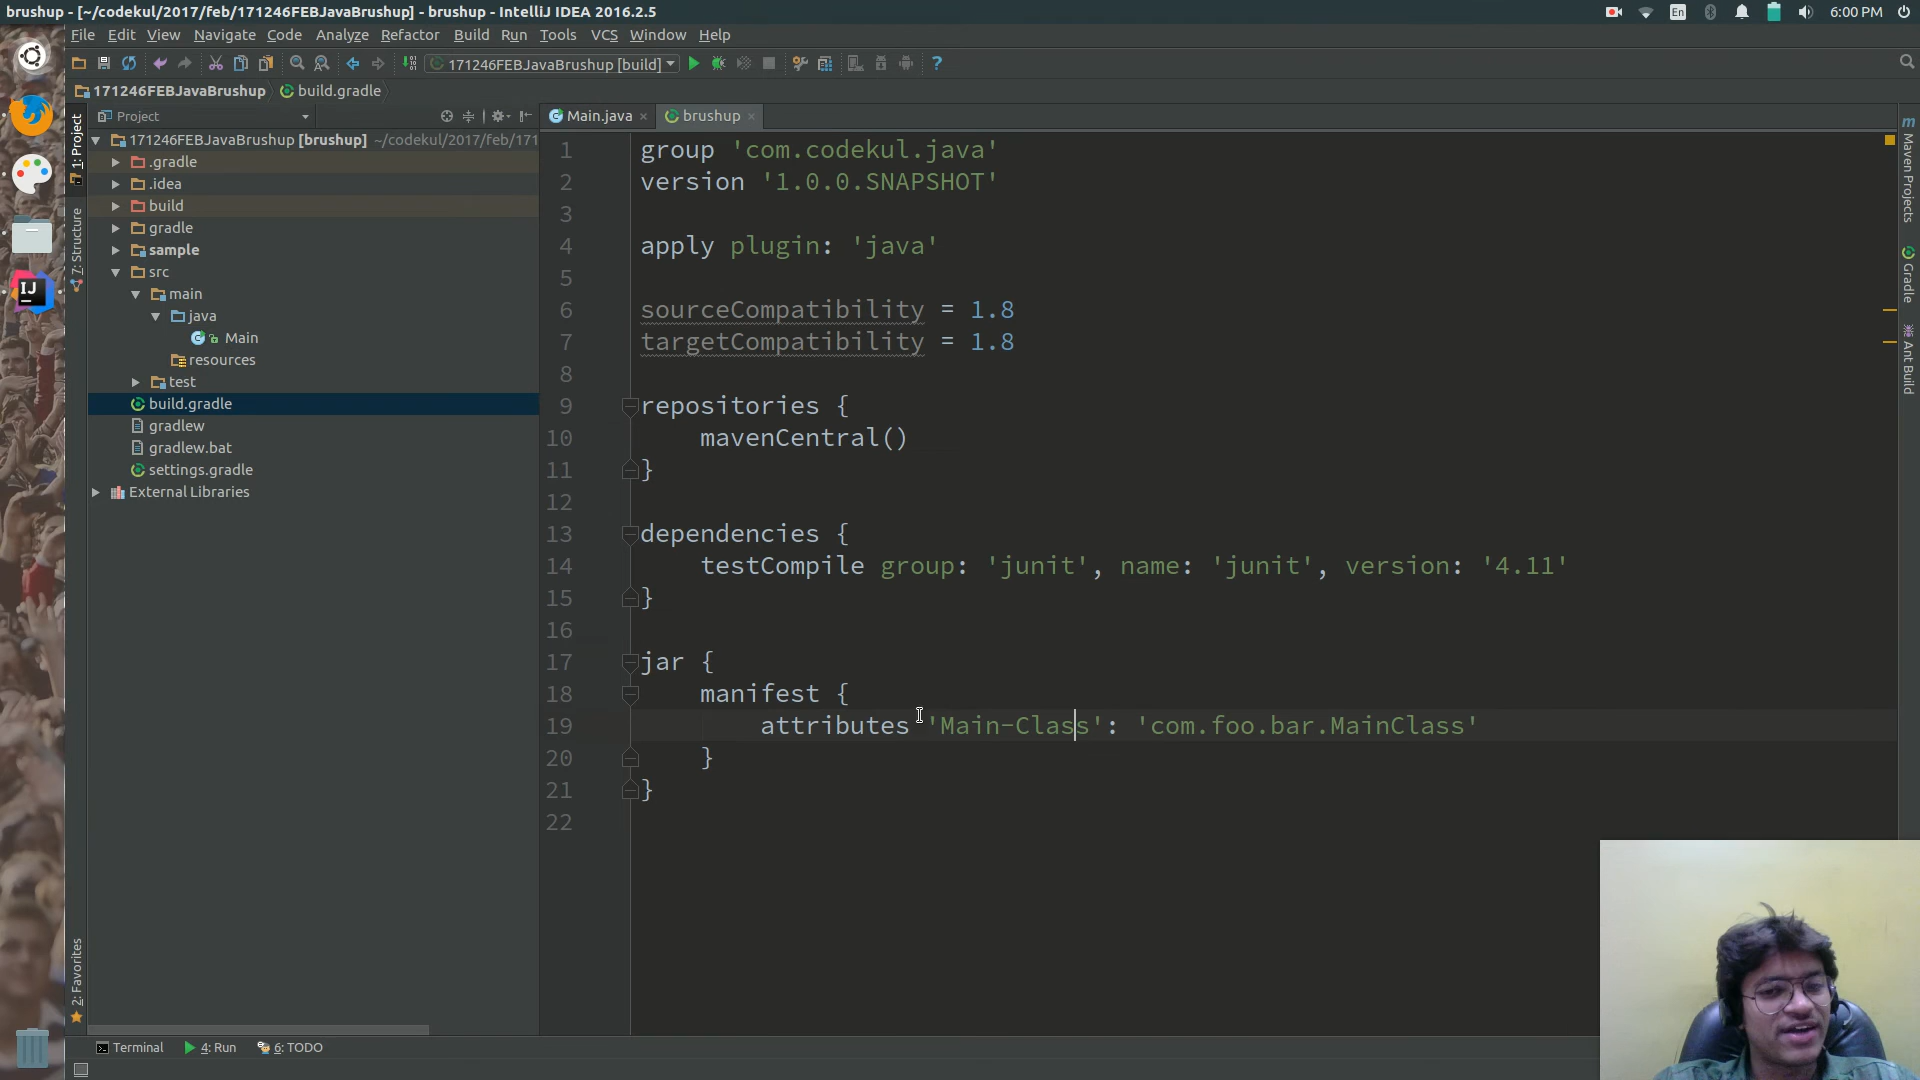 brushup - [~/codekul/2017/feb/171246FEBJavaBrushup] - brushup - IntelliJ IDEA 2016.2.5
En
6:00 PM
File Edit View Navigate Code Analyze Refactor Build Run Tools VCS Window Help
171246FEBJavaBrushup [build]
171246FEBJavaBrushup build.gradle
Project
Main.java
brushup
1: Project
7: Structure
2: Favorites
171246FEBJavaBrushup [brushup] ~/codekul/2017/feb/171
.gradle
.idea
build
gradle
sample
src
main
java
Main
resources
test
build.gradle
gradlew
gradlew.bat
settings.gradle
External Libraries
1 group 'com.codekul.java'
2 version '1.0.0.SNAPSHOT'
3
4 apply plugin: 'java'
5
6 sourceCompatibility = 1.8
7 targetCompatibility = 1.8
8
9 repositories {
10 mavenCentral()
11 }
12
13 dependencies {
14 testCompile group: 'junit', name: 'junit', version: '4.11'
15 }
16
17 jar {
18 manifest {
19 attributes 'Main-Class': 'com.foo.bar.MainClass'
20 }
21 }
22
m Maven Projects
Gradle
Ant Build
IJ
Terminal
4: Run
6: TODO